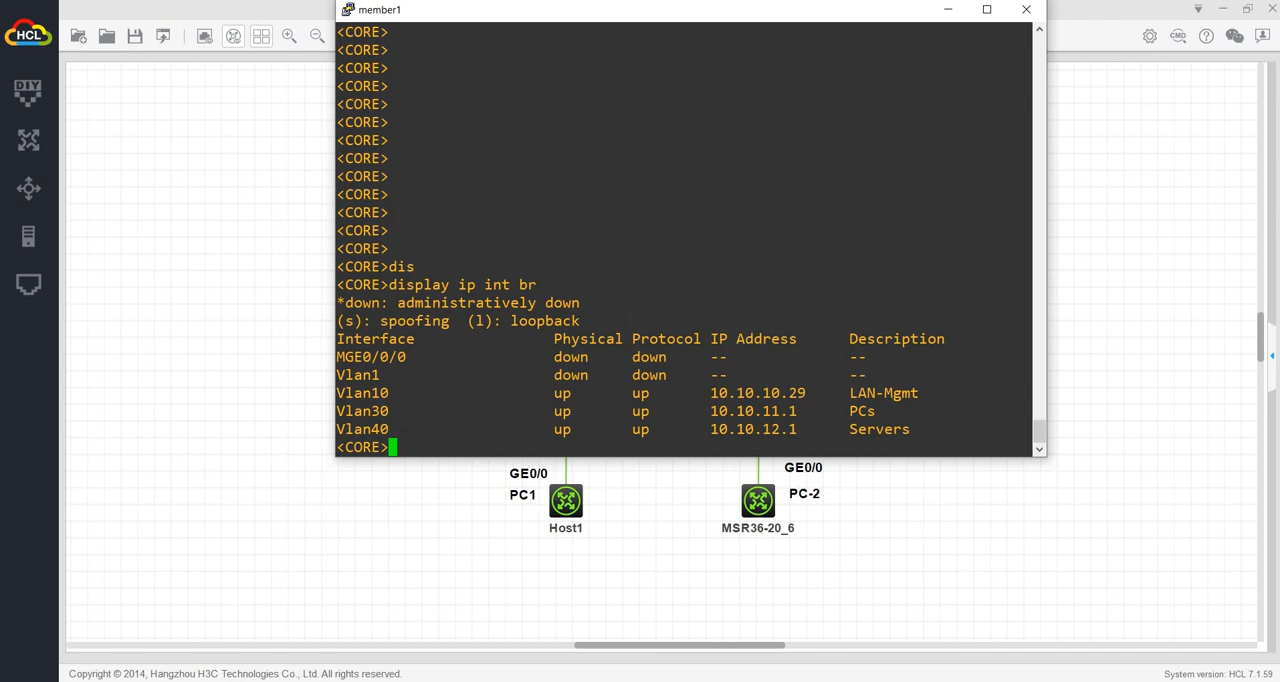 member1
HCL
DIY
CMD
<CORE>
<CORE>
<CORE>
<CORE>
<CORE>
<CORE>
<CORE>
<CORE>
<CORE>
<CORE>
<CORE>
<CORE>
<CORE>
<CORE>dis
<CORE>display ip int br
*down: administratively down
(s): spoofing  (l): loopback
Interface Physical Protocol IP Address Description
MGE0/0/0 down down -- --
Vlan1 down down -- --
Vlan10 up up 10.10.10.29 LAN-Mgmt
Vlan30 up up 10.10.11.1 PCs
Vlan40 up up 10.10.12.1 Servers
<CORE>
GE0/0 GE0/0
PC1 PC-2
Host1 MSR36-20_6
Copyright © 2014, Hangzhou H3C Technologies Co., Ltd. All rights reserved. System version: HCL 7.1.59